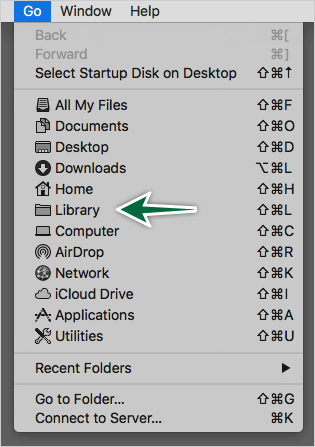 Go Window Help
Back ⌘[
Forward ⌘]
Select Startup Disk on Desktop ⇧⌘↑
All My Files ⇧⌘F
Documents ⇧⌘O
Desktop ⇧⌘D
Downloads ⌥⌘L
Home ⇧⌘H
Library ⇧⌘L
Computer ⇧⌘C
AirDrop ⇧⌘R
Network ⇧⌘K
iCloud Drive ⇧⌘I
Applications ⇧⌘A
Utilities ⇧⌘U
Recent Folders ▶
Go to Folder... ⇧⌘G
Connect to Server... ⌘K